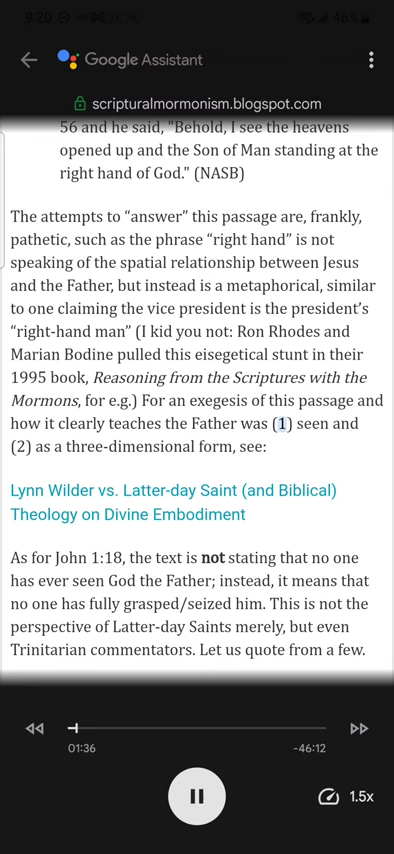 9:20
46%
Google Assistant
scripturalmormonism.blogspot.com
56 and he said, "Behold, I see the heavens
opened up and the Son of Man standing at the
right hand of God." (NASB)
The attempts to “answer” this passage are, frankly,
pathetic, such as the phrase “right hand” is not
speaking of the spatial relationship between Jesus
and the Father, but instead is a metaphorical, similar
to one claiming the vice president is the president’s
“right-hand man” (I kid you not: Ron Rhodes and
Marian Bodine pulled this eisegetical stunt in their
1995 book, Reasoning from the Scriptures with the
Mormons, for e.g.) For an exegesis of this passage and
how it clearly teaches the Father was (1) seen and
(2) as a three-dimensional form, see:
Lynn Wilder vs. Latter-day Saint (and Biblical)
Theology on Divine Embodiment
As for John 1:18, the text is not stating that no one
has ever seen God the Father; instead, it means that
no one has fully grasped/seized him. This is not the
perspective of Latter-day Saints merely, but even
Trinitarian commentators. Let us quote from a few.
01:36
-46:12
1.5x